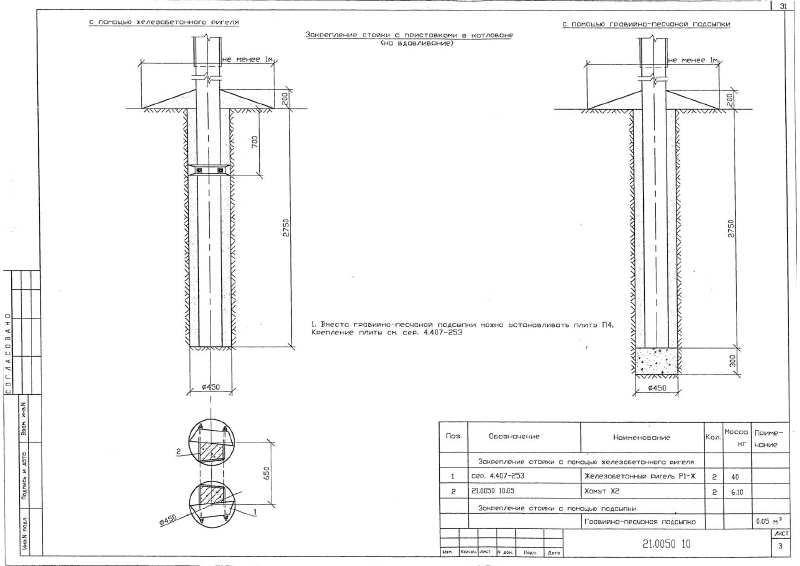 31
с помощью железобетонного ригеля
Закрепление стойки с приставками в котловане
(на вдавливание)
с помощью гравийно-песчаной подсыпки
не менее 1м
200
700
2750
ø450
не менее 1м
200
2750
300
ø450
1. Вместо гравийно-песчаной подсыпки можно устанавливать плиту П4.
Крепление плиты см. сер. 4.407-253
2
650
ø450
1
СОГЛАСОВАНО
Взам. инв.N
Подпись и дата
Инв.N подл.
Поз. Обозначение Наименование Кол. Масса кг Приме-чание
Закрепление стойки с помощью железобетонного ригеля
1 сер. 4.407-253 Железобетонный ригель Р1-Ж 2 40
2 21.0050 10.05 Хомут Х2 2 6.10
Закрепление стойки с помощью подсыпки
Гравийно-песчаная подсыпка 0.05 м³
Изм. Кол.уч. Лист N док. Подп. Дата
21.0050 10
ЛИСТ
3